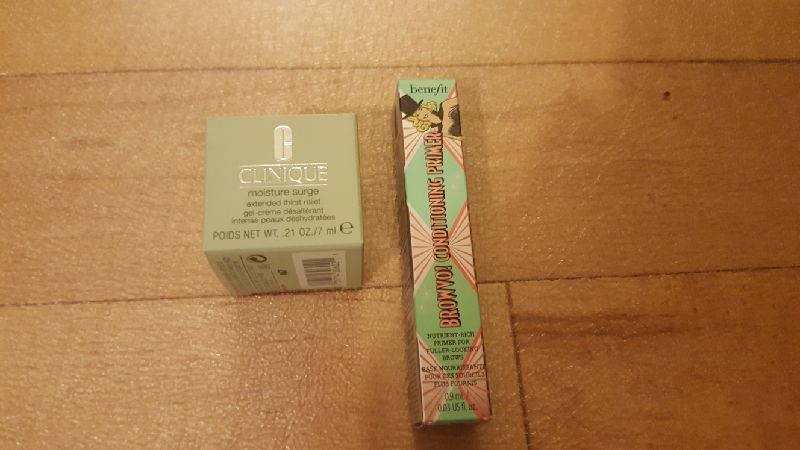 C
CLINIQUE
moisture surge
extended thirst relief
gel-crème désaltérant
intense peaux déshydratées
POIDS NET WT. .21 OZ./7 ml e
benefit
BROWVO! CONDITIONING PRIMER
NUTRIENT-RICH
PRIMER FOR
FULLER-LOOKING
BROWS
BASE NOURRISSANTE
POUR DES SOURCILS
PLUS FOURNIS
0.9 ml
0.03 US fl. oz.